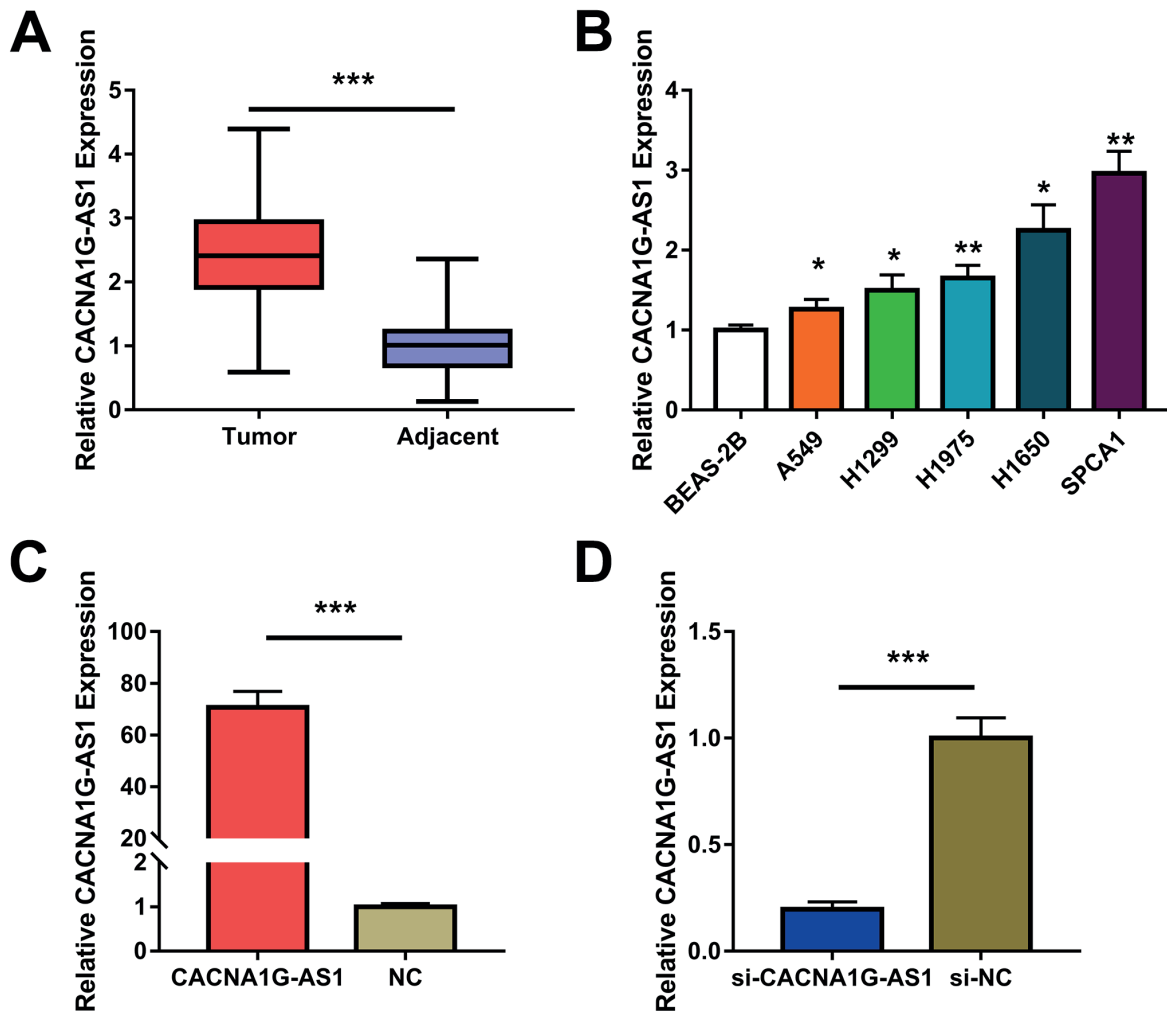 A
Relative CACNA1G-AS1 Expression
5
4
3
2
1
0
***
Tumor
Adjacent
B
Relative CACNA1G-AS1 Expression
4
3
2
1
0
*
*
**
*
**
BEAS-2B
A549
H1299
H1975
H1650
SPCA1
C
Relative CACNA1G-AS1 Expression
100
80
60
40
20
2
1
0
***
CACNA1G-AS1
NC
D
Relative CACNA1G-AS1 Expression
1.5
1.0
0.5
0.0
***
si-CACNA1G-AS1
si-NC